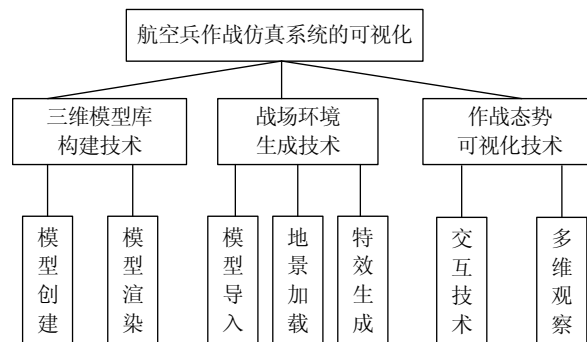 航空兵作战仿真系统的可视化
三维模型库
构建技术
战场环境
生成技术
作战态势
可视化技术
模型创建
模型渲染
模型导入
地景加载
特效生成
交互技术
多维观察